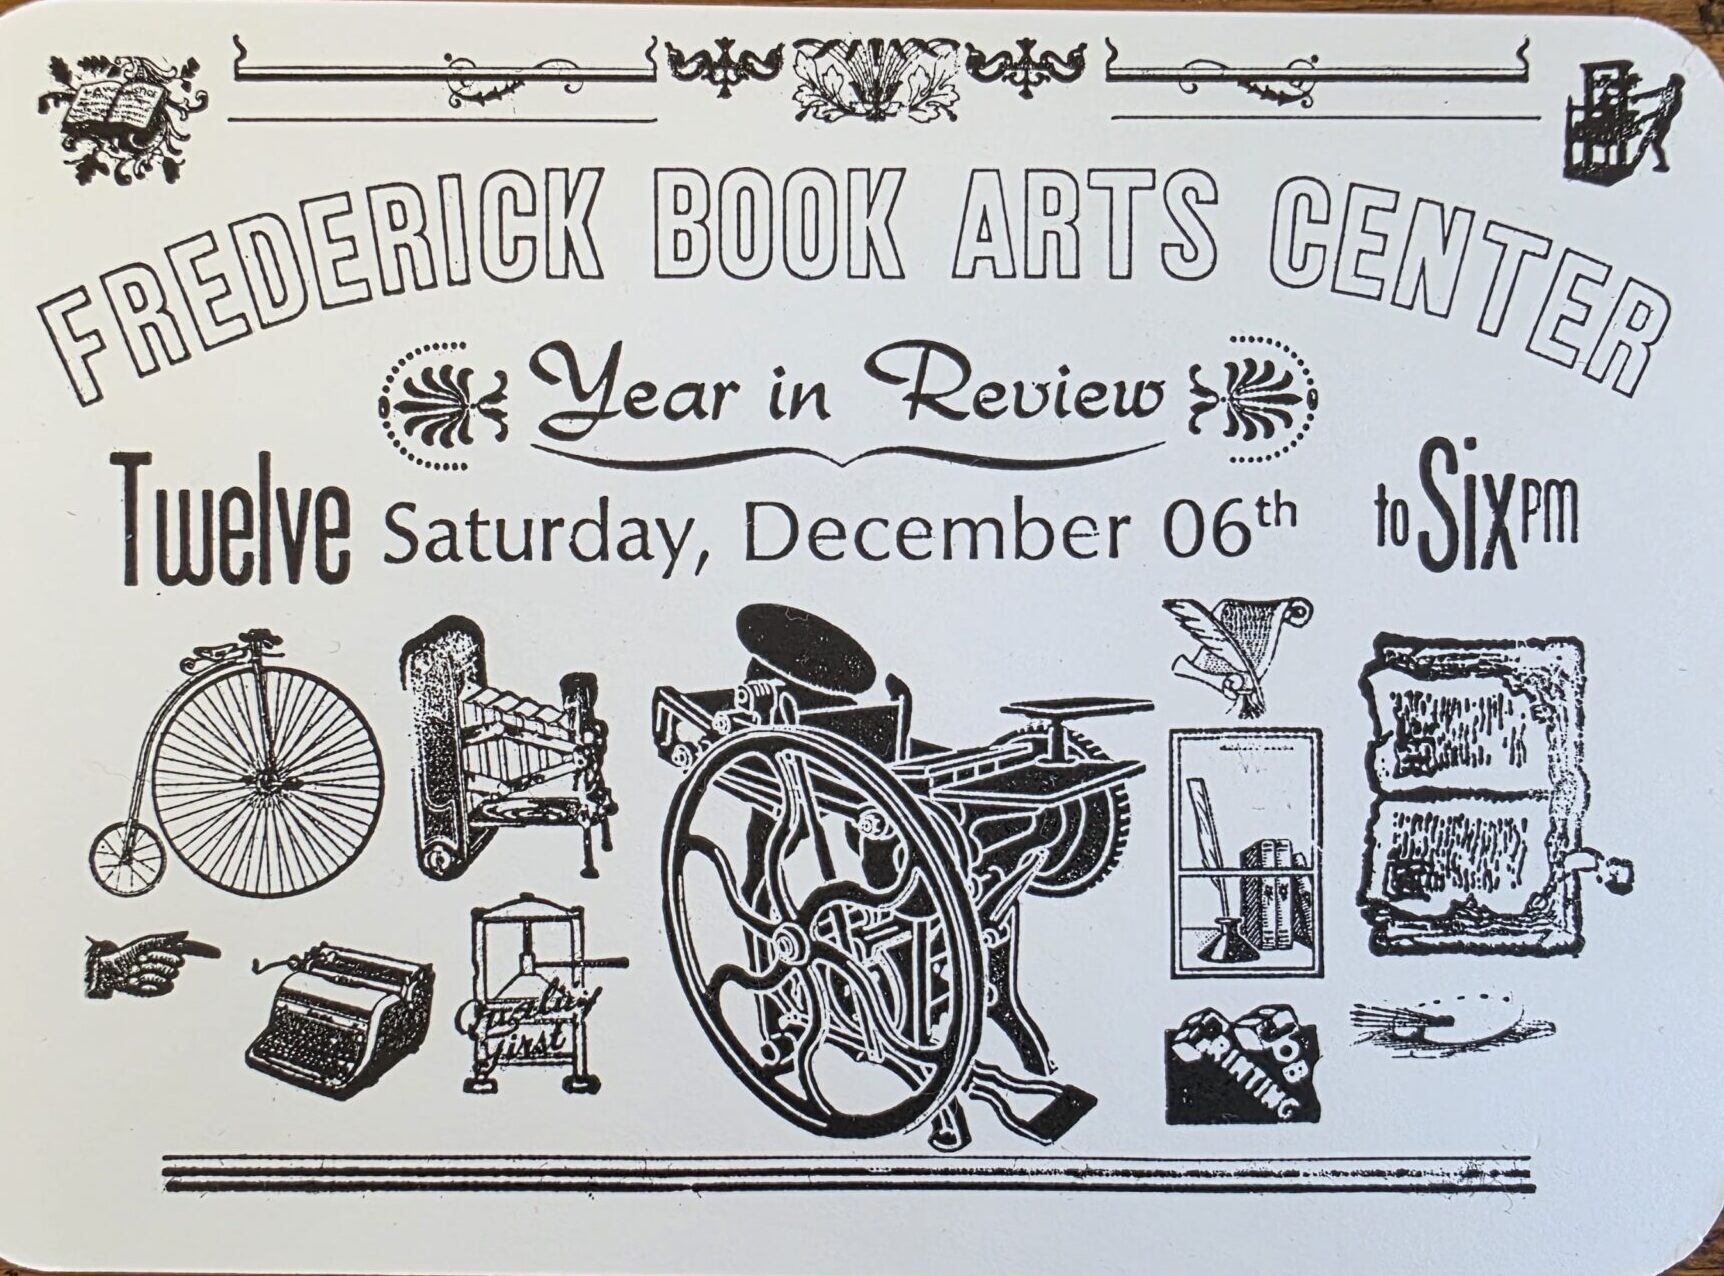 FREDERICK BOOK ARTS CENTER
Year in Review
Twelve Saturday, December 06th to Six PM
Quality
First
JOB
PRINTING